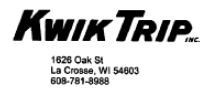 KWIK TRIP INC.
1626 Oak St
La Crosse, WI 54603
608-781-8988